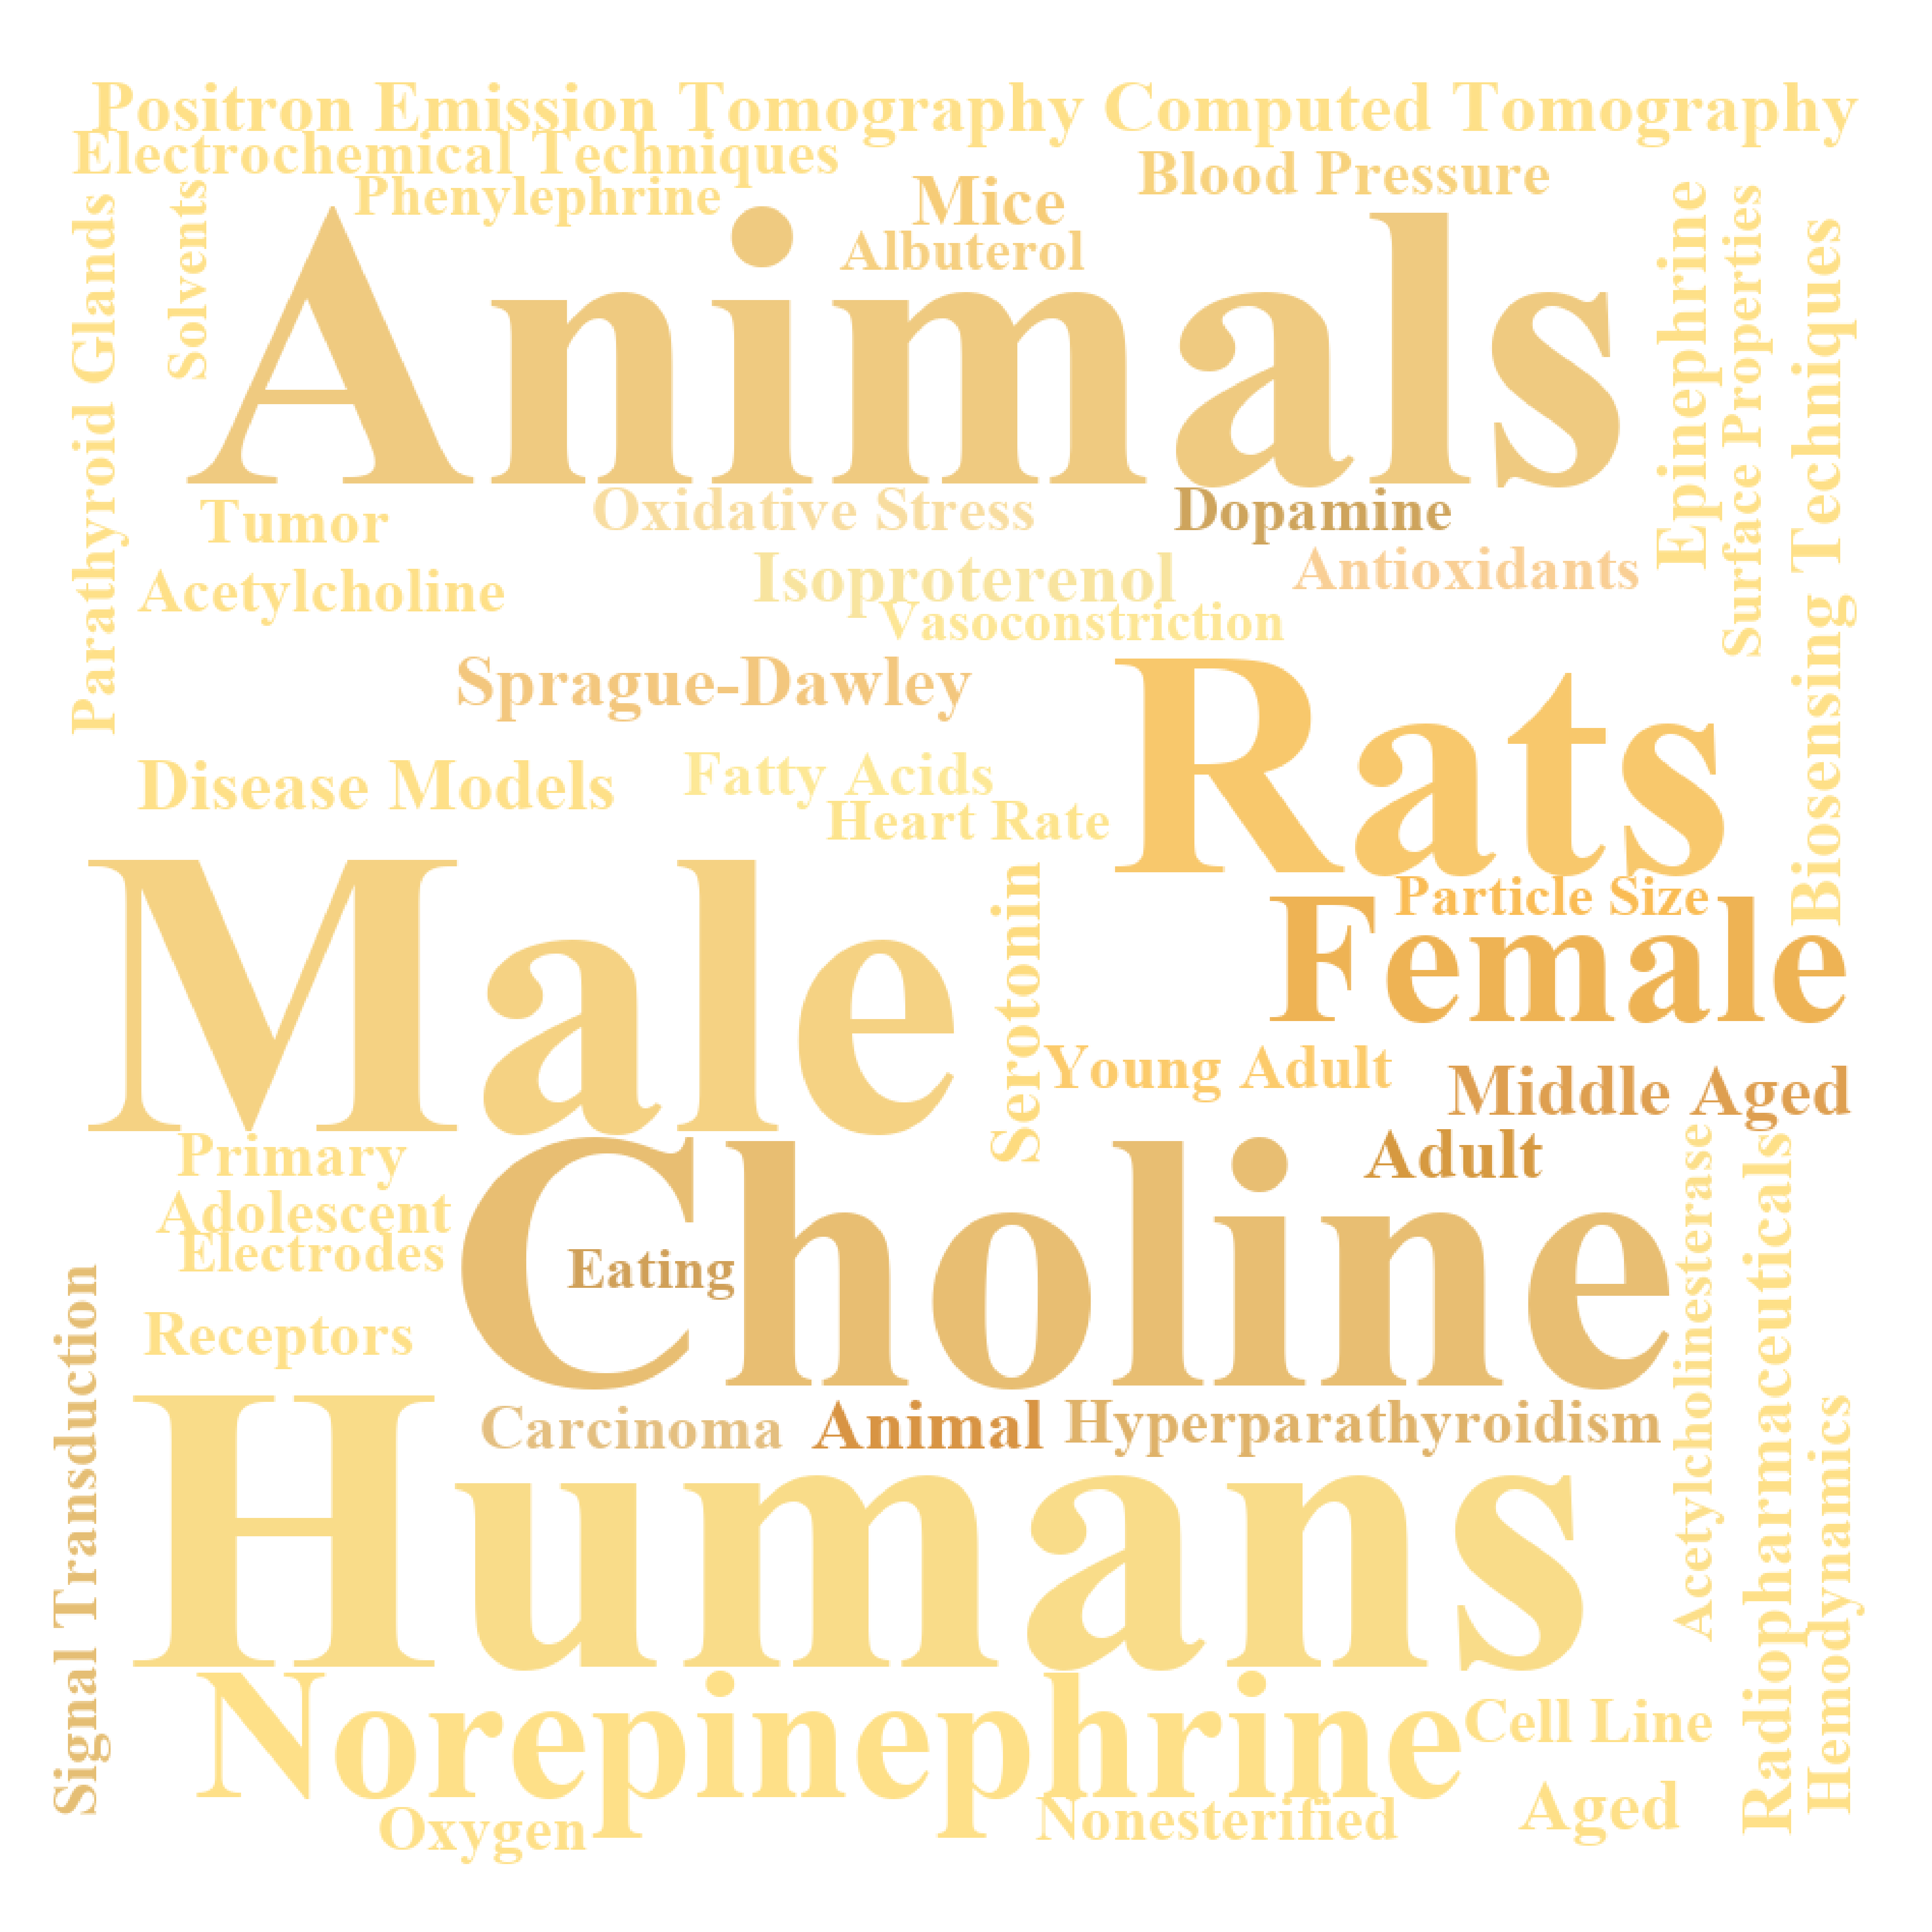 Positron Emission Tomography Computed Tomography
Electrochemical Techniques
Blood Pressure
Phenylephrine
Mice
Albuterol
Solvents
Parathyroid Glands
Animals
Epinephrine
Surface Properties
Biosensing Techniques
Tumor
Oxidative Stress
Dopamine
Acetylcholine
Isoproterenol
Antioxidants
Vasoconstriction
Sprague-Dawley
Rats
Disease Models
Fatty Acids
Heart Rate
Male
Serotonin
Particle Size
Female
Young Adult
Middle Aged
Primary
Adult
Adolescent
Electrodes
Choline
Eating
Receptors
Acetylcholinesterase
Radiopharmaceuticals
Hemodynamics
Signal Transduction
Carcinoma
Animal
Hyperparathyroidism
Humans
Norepinephrine
Cell Line
Oxygen
Nonesterified
Aged